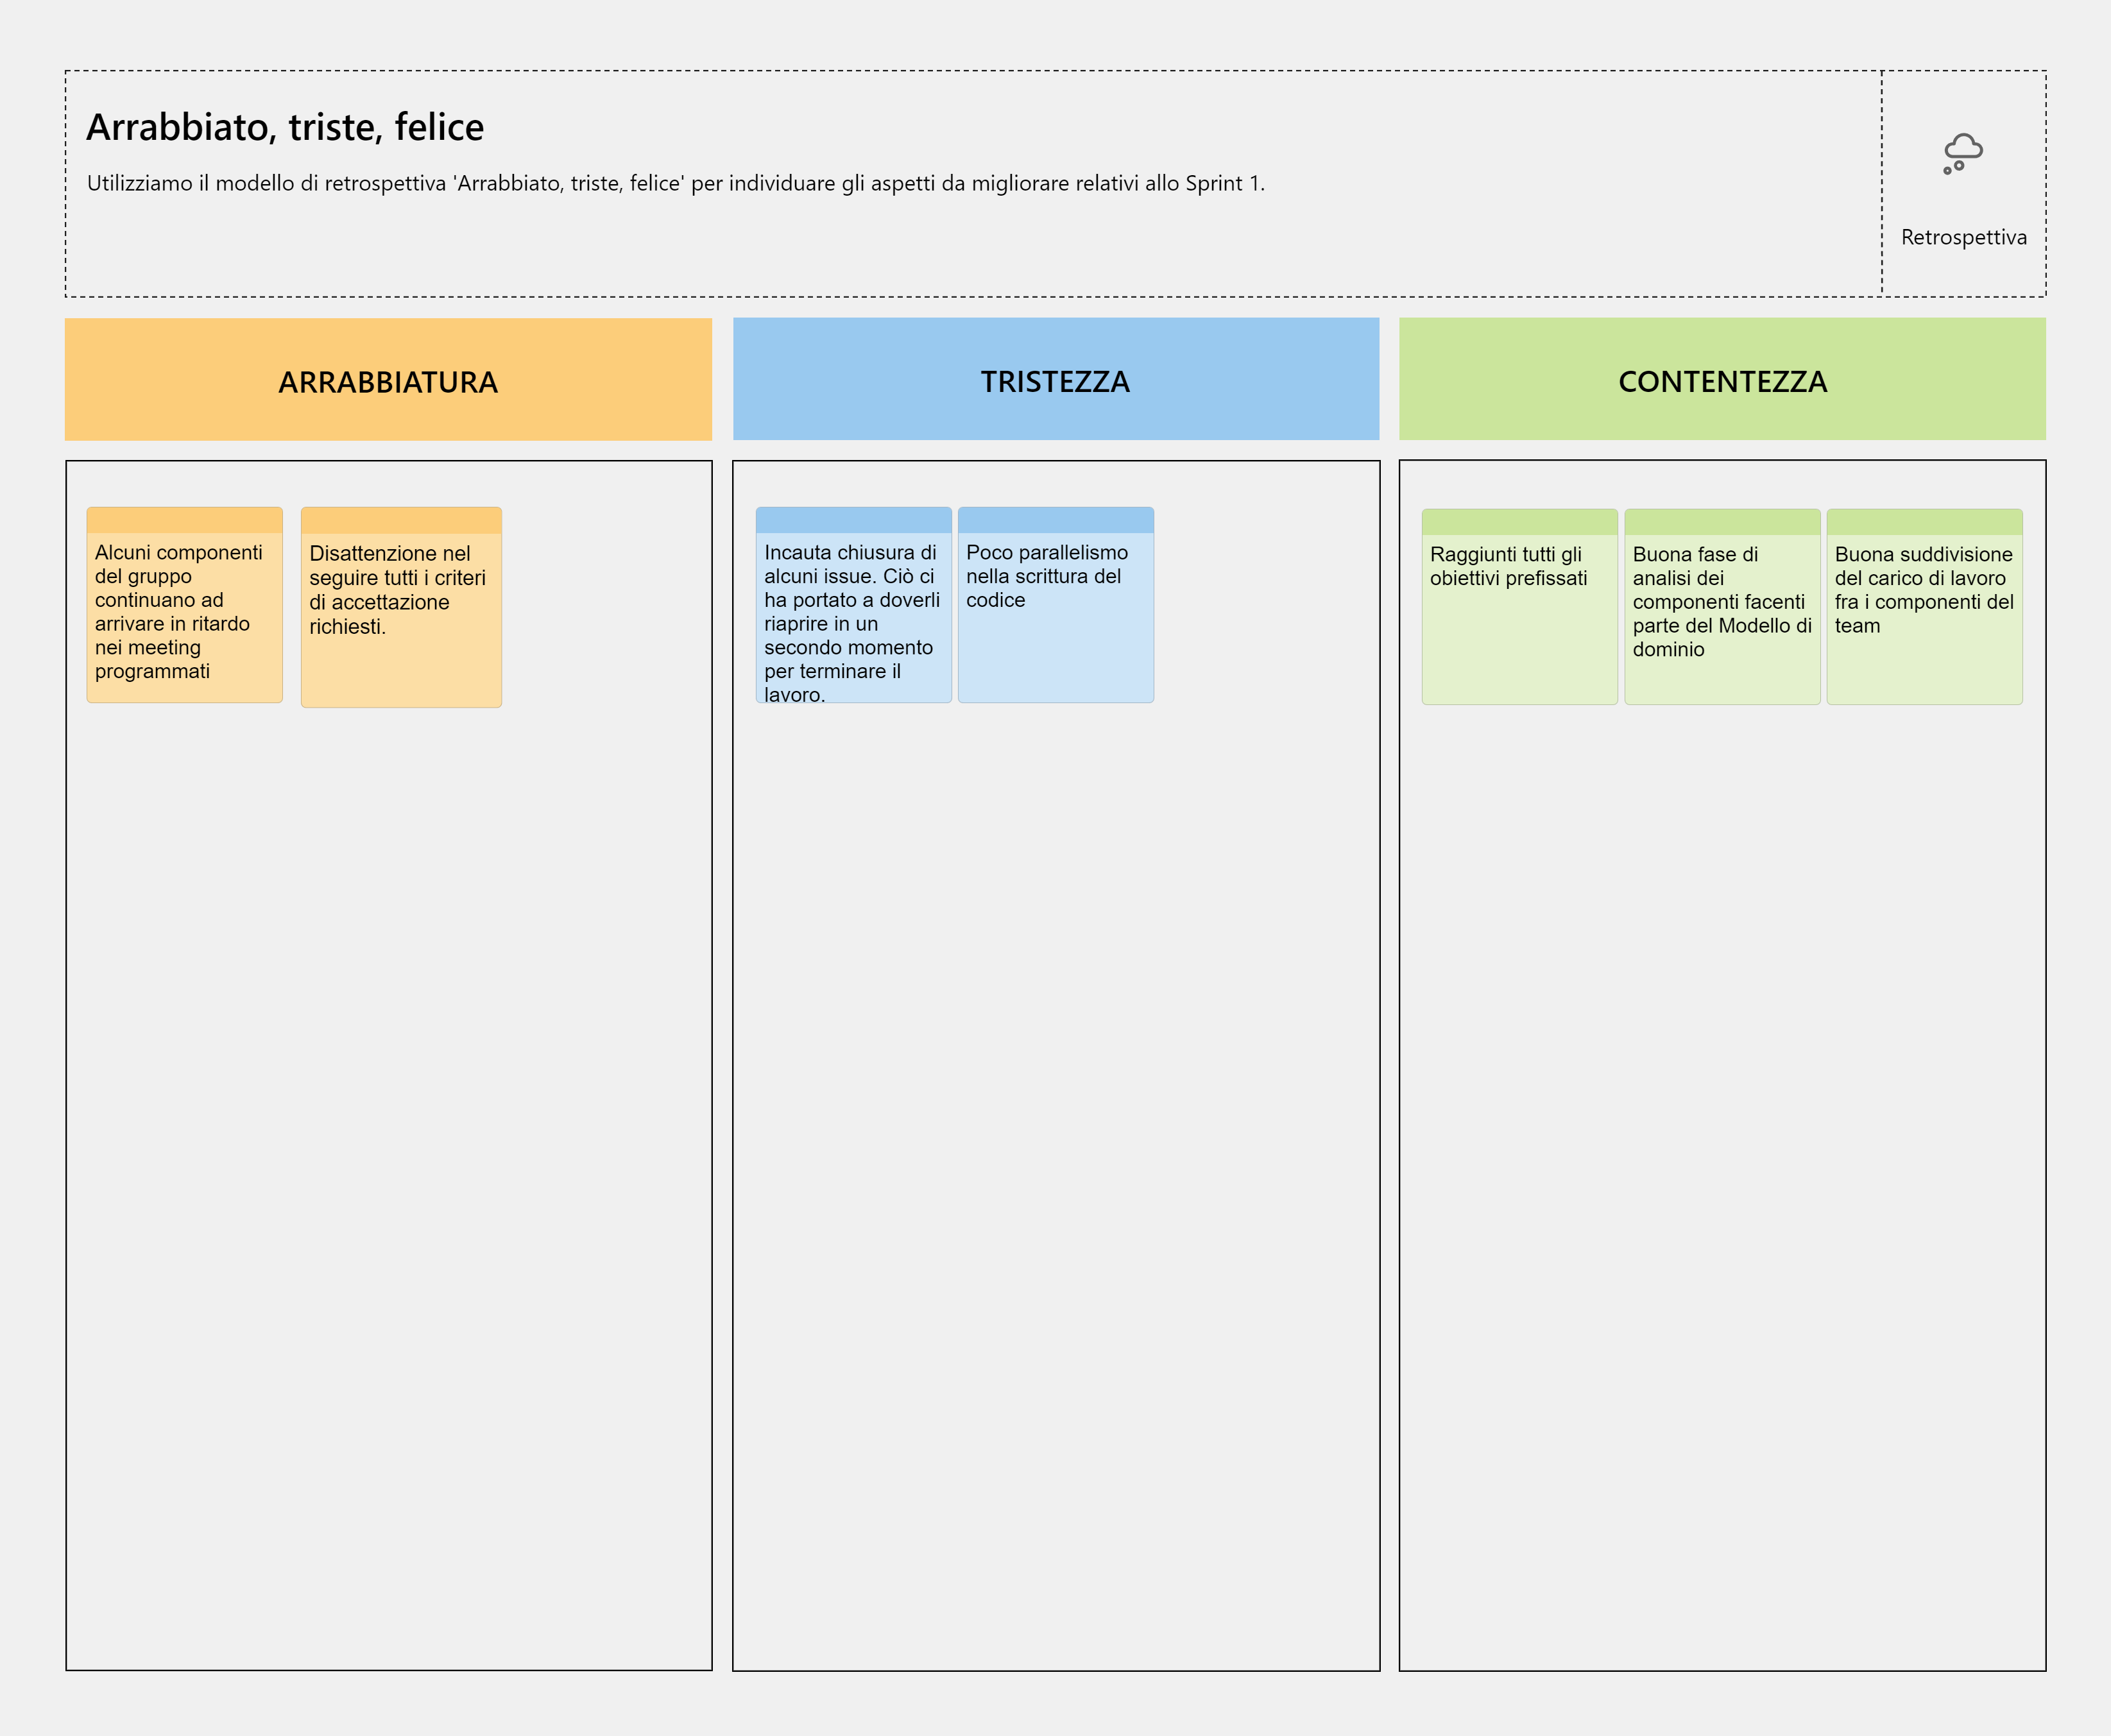 Arrabbiato, triste, felice
Utilizziamo il modello di retrospettiva 'Arrabbiato, triste, felice' per individuare gli aspetti da migliorare relativi allo Sprint 1.
Retrospettiva
ARRABBIATURA
Alcuni componenti
del gruppo
continuano ad
arrivare in ritardo
nei meeting
programmati
Disattenzione nel
seguire tutti i criteri
di accettazione
richiesti.
TRISTEZZA
Incauta chiusura di
alcuni issue. Ciò ci
ha portato a doverli
riaprire in un
secondo momento
per terminare il
lavoro.
Poco parallelismo
nella scrittura del
codice
CONTENTEZZA
Raggiunti tutti gli
obiettivi prefissati
Buona fase di
analisi dei
componenti facenti
parte del Modello di
dominio
Buona suddivisione
del carico di lavoro
fra i componenti del
team